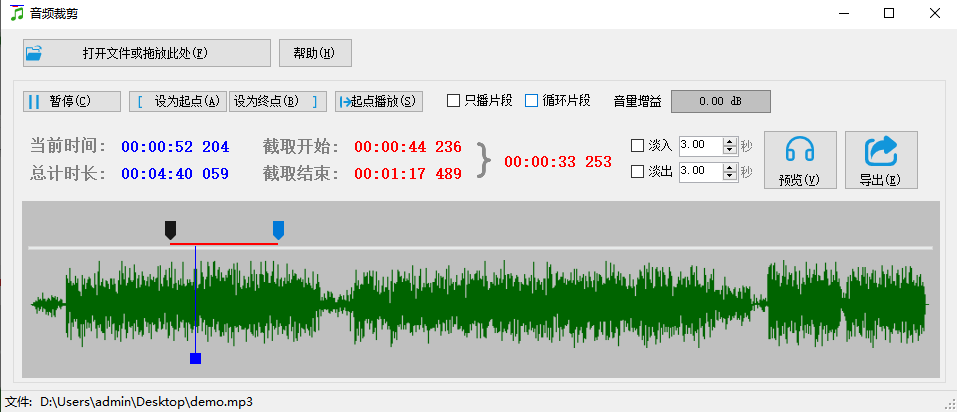 音频裁剪
打开文件或拖放此处(F) 帮助(H)
暂停(C) [ 设为起点(A) 设为终点(B) ] 起点播放(S) 只播片段 循环片段 音量增益 0.00 dB
当前时间: 00:00:52 204 截取开始: 00:00:44 236 } 00:00:33 253 淡入 3.00 秒 预览(V) 导出(E)
总计时长: 00:04:40 059 截取结束: 00:01:17 489 淡出 3.00 秒
文件: D:\Users\admin\Desktop\demo.mp3